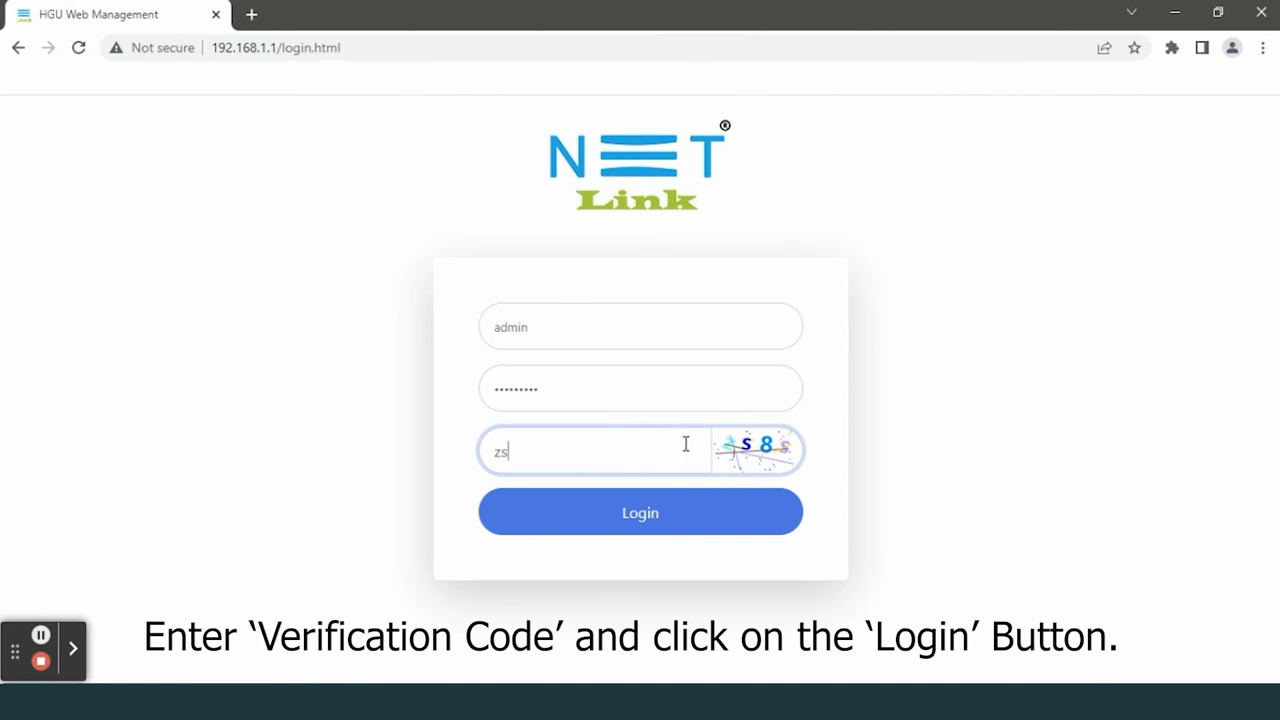 HGU Web Management
Not secure
192.168.1.1/login.html
NET
®
Link
admin
•••••••••
zs
s8s
Login
Enter ‘Verification Code’ and click on the ‘Login’ Button.